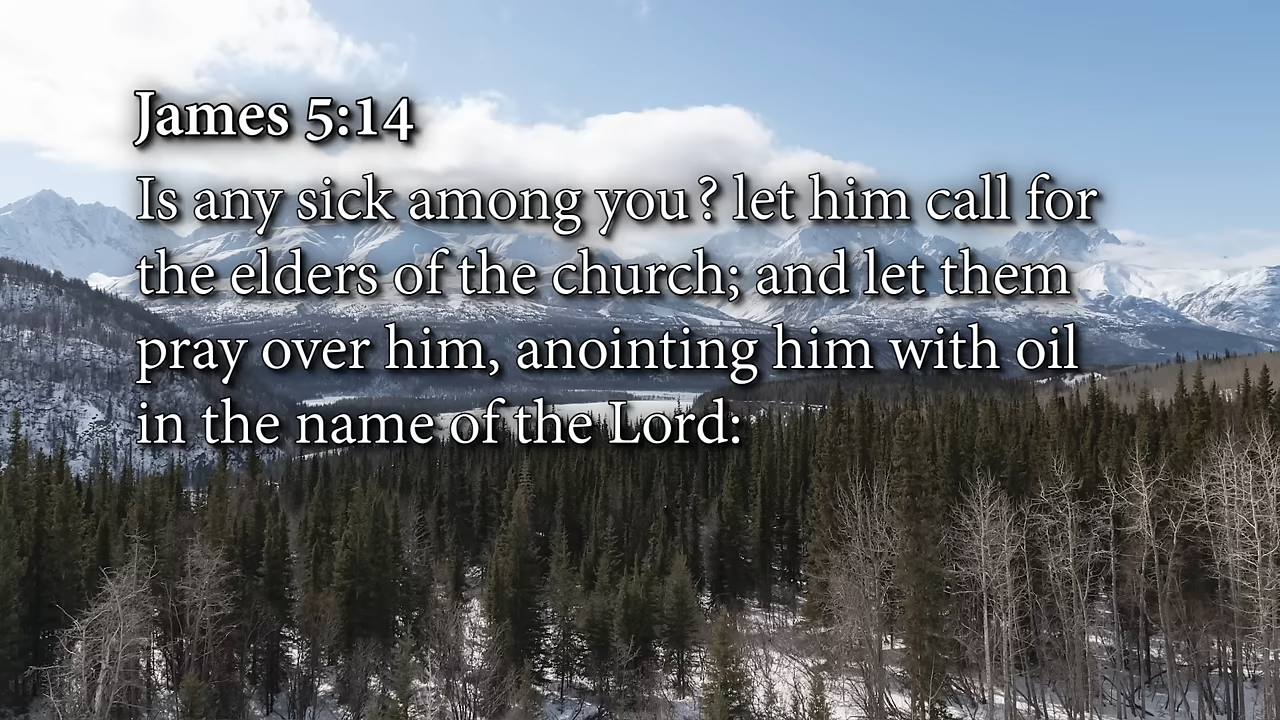 James 5:14
Is any sick among you? let him call for
the elders of the church; and let them
pray over him, anointing him with oil
in the name of the Lord: